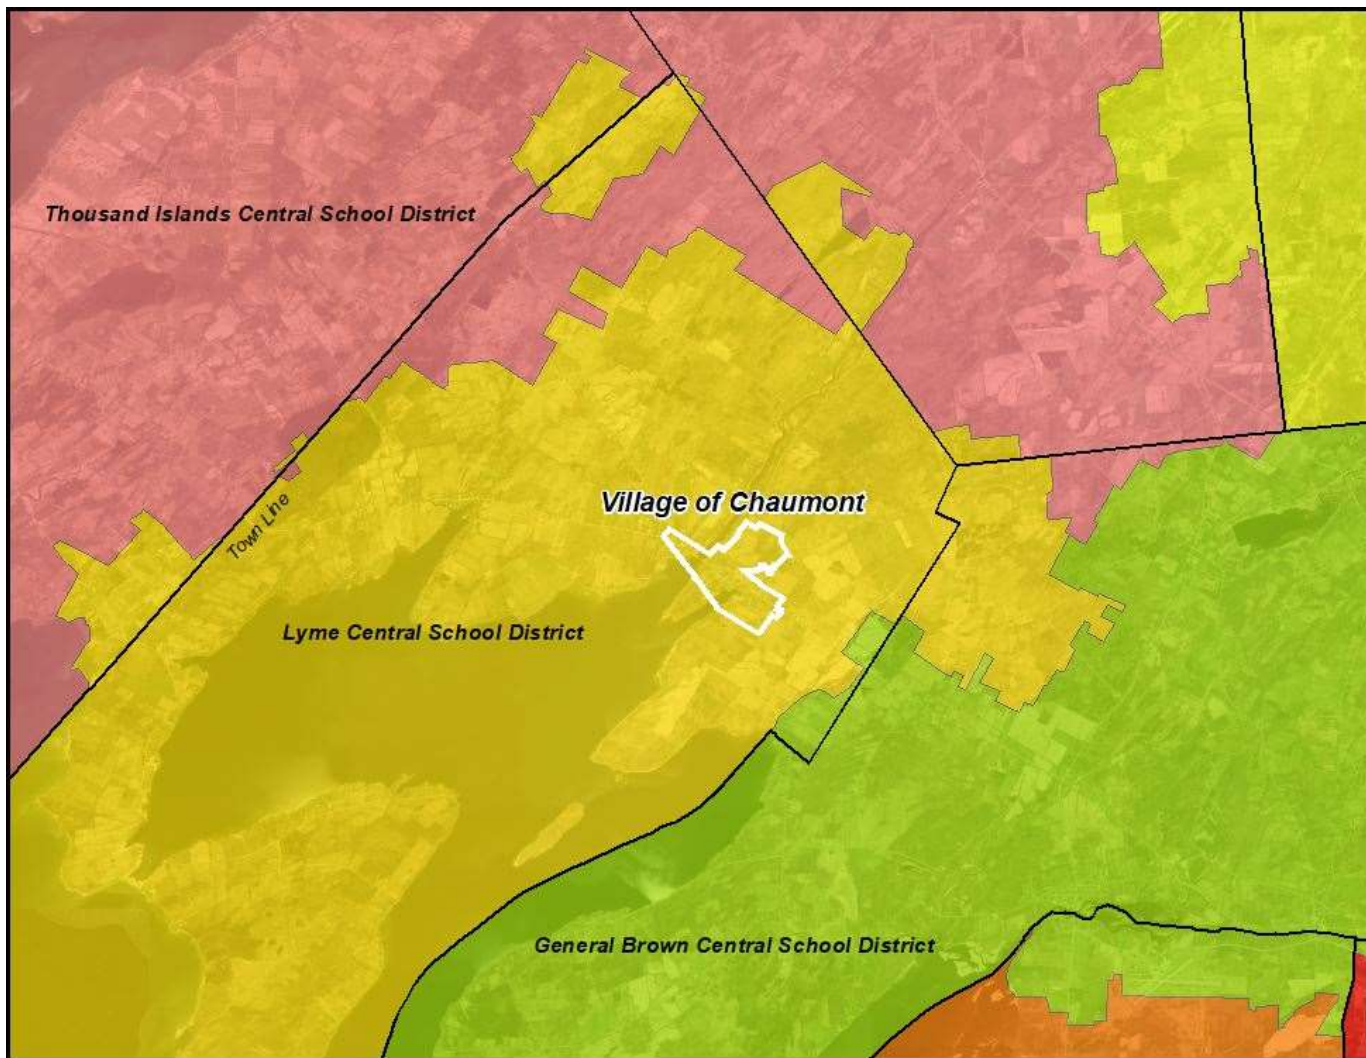 Thousand Islands Central School District
Village of Chaumont
Town Line
Lyme Central School District
General Brown Central School District